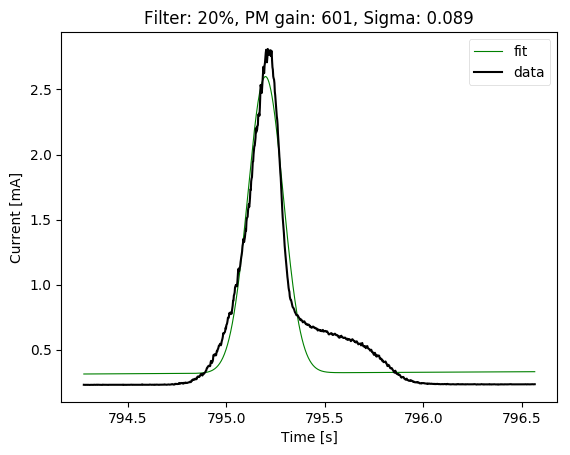 Filter: 20%, PM gain: 601, Sigma: 0.089
fit
data
2.5
2.0
1.5
1.0
0.5
Current [mA]
794.5 795.0 795.5 796.0 796.5
Time [s]